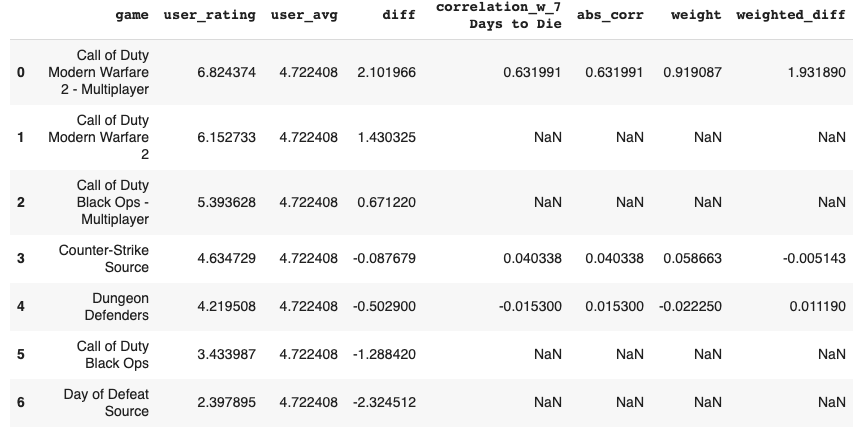 game user_rating user_avg diff correlation_w_7 Days to Die abs_corr weight weighted_diff
0 Call of Duty Modern Warfare 2 - Multiplayer 6.824374 4.722408 2.101966 0.631991 0.631991 0.919087 1.931890
1 Call of Duty Modern Warfare 2 6.152733 4.722408 1.430325 NaN NaN NaN NaN
2 Call of Duty Black Ops - Multiplayer 5.393628 4.722408 0.671220 NaN NaN NaN NaN
3 Counter-Strike Source 4.634729 4.722408 -0.087679 0.040338 0.040338 0.058663 -0.005143
4 Dungeon Defenders 4.219508 4.722408 -0.502900 -0.015300 0.015300 -0.022250 0.011190
5 Call of Duty Black Ops 3.433987 4.722408 -1.288420 NaN NaN NaN NaN
6 Day of Defeat Source 2.397895 4.722408 -2.324512 NaN NaN NaN NaN